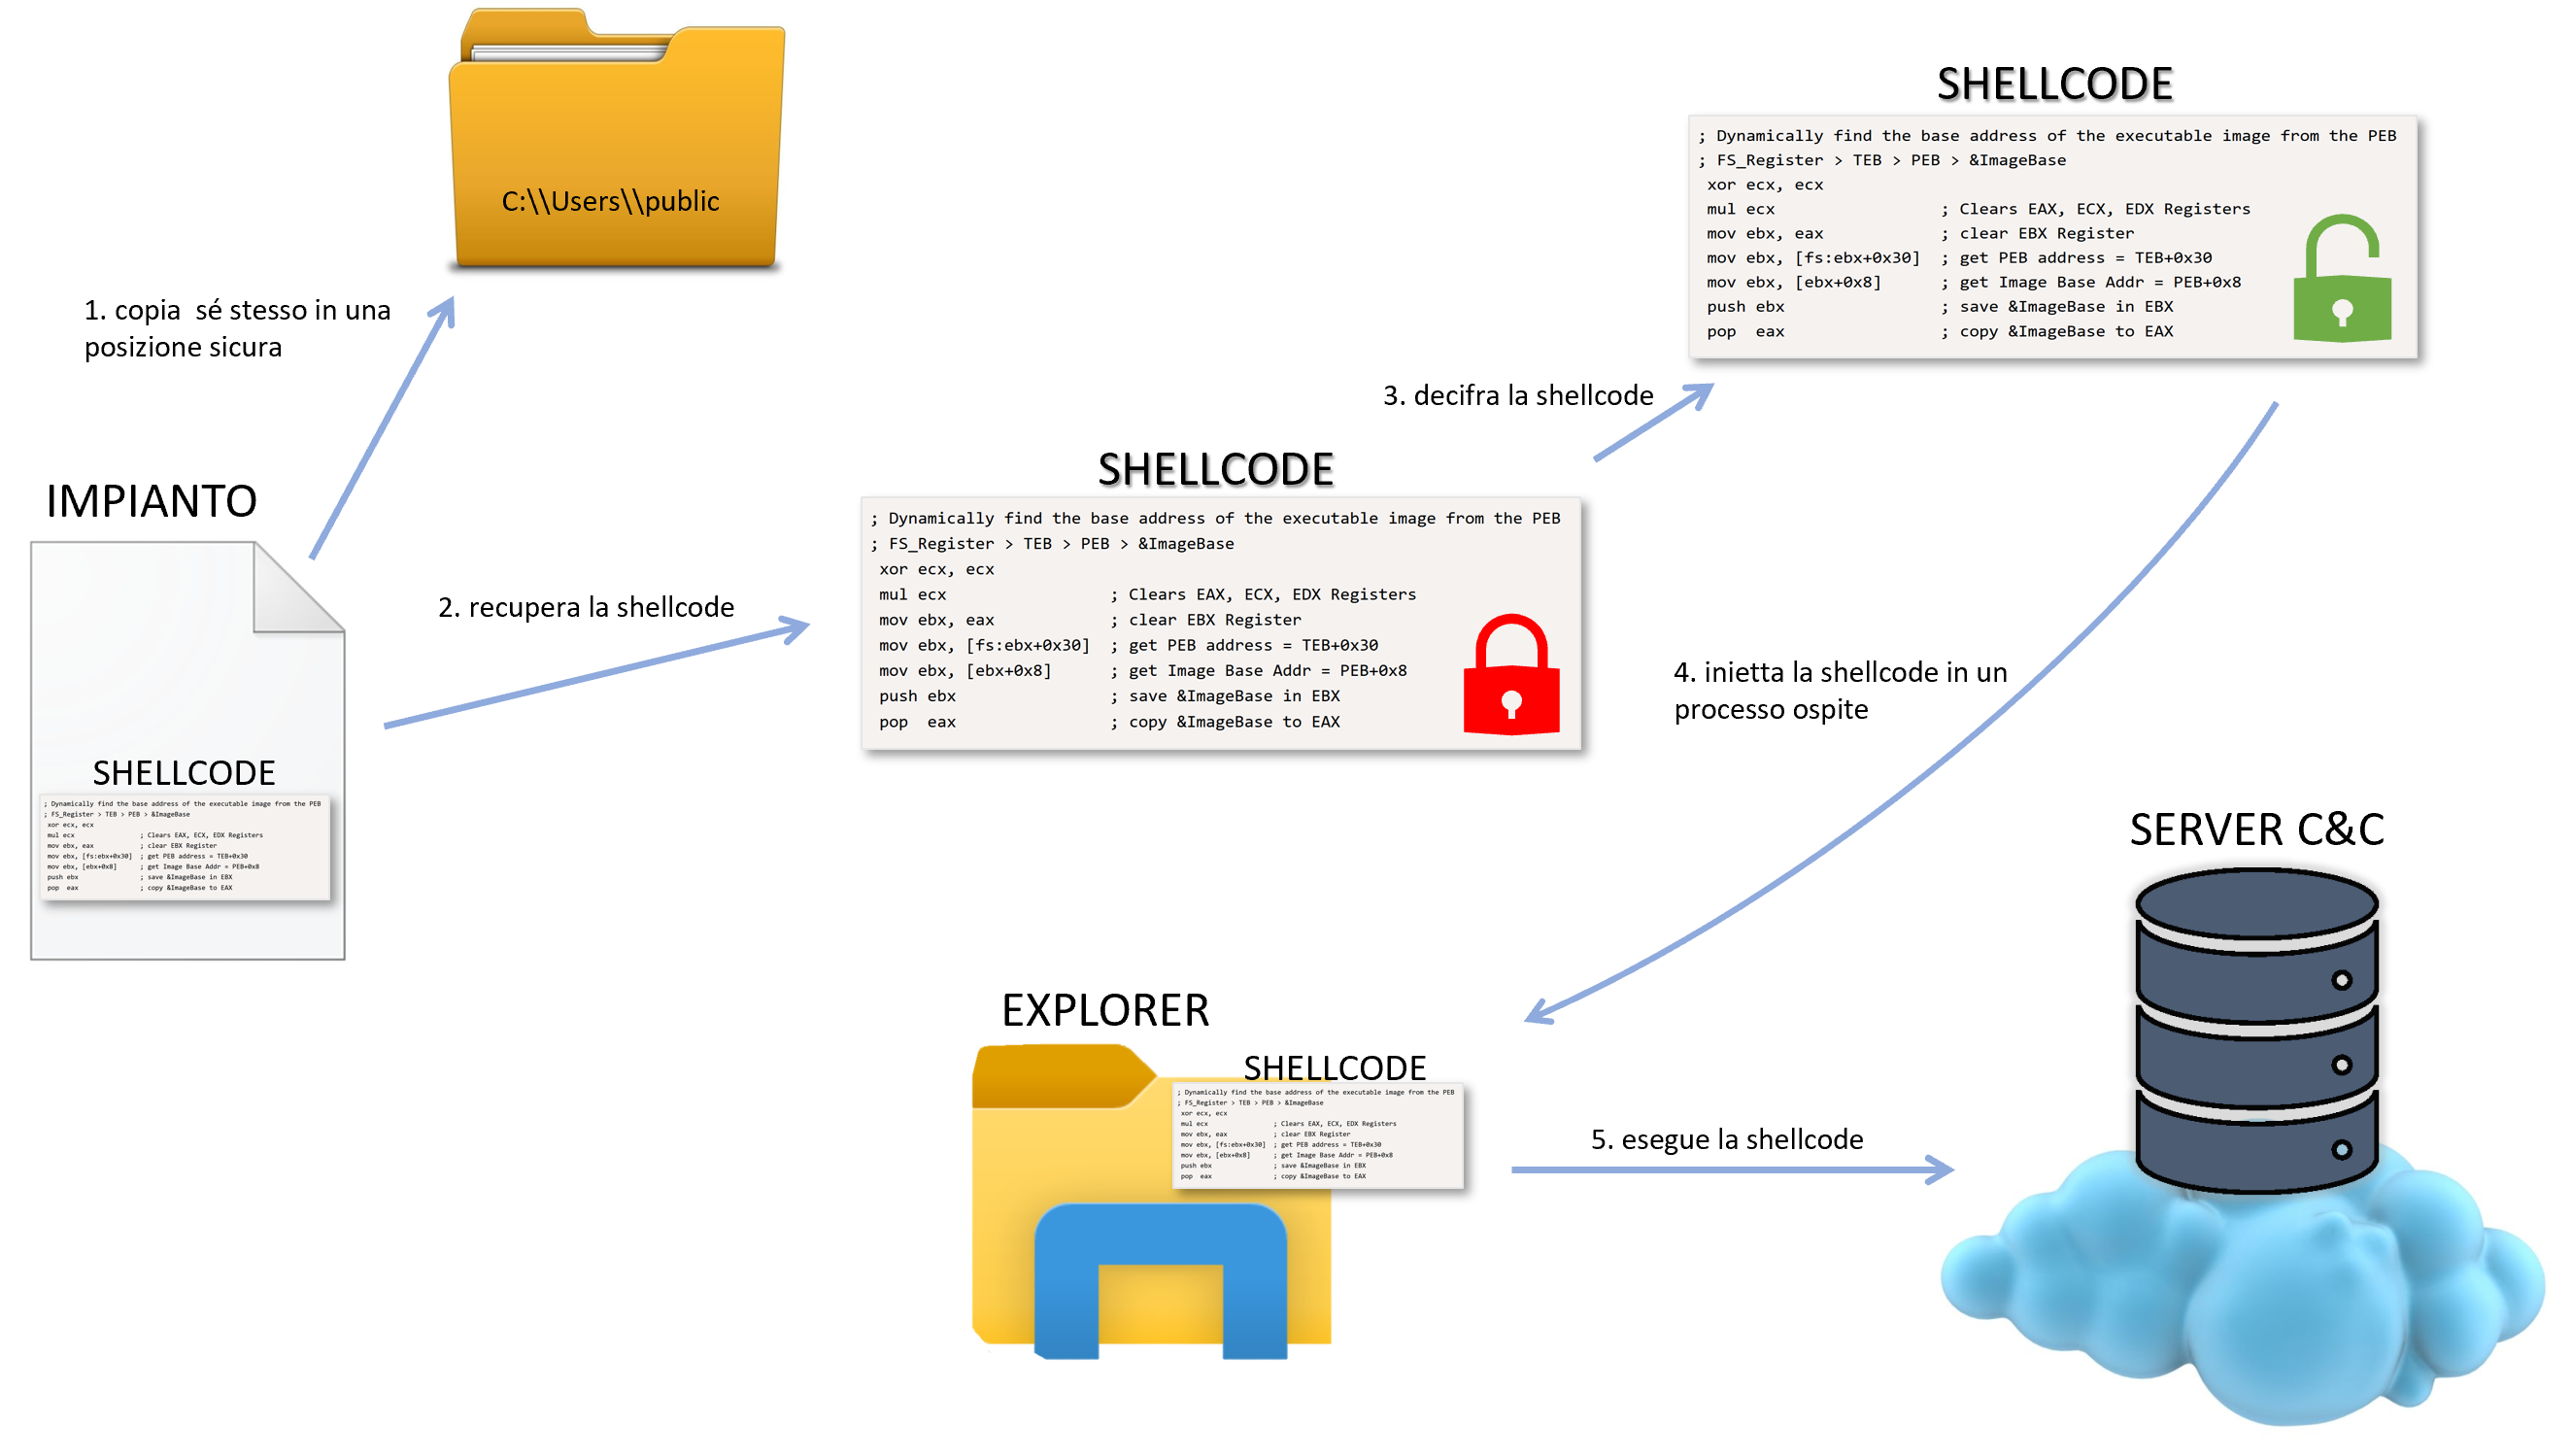 C:\\Users\\public
1. copia  sé stesso in una
posizione sicura
IMPIANTO
SHELLCODE
; Dynamically find the base address of the executable image from the PEB
; FS_Register > TEB > PEB > &ImageBase
xor ecx, ecx
mul ecx ; Clears EAX, ECX, EDX Registers
mov ebx, eax ; clear EBX Register
mov ebx, [fs:ebx+0x30] ; get PEB address = TEB+0x30
mov ebx, [ebx+0x8] ; get Image Base Addr = PEB+0x8
push ebx ; save &ImageBase in EBX
pop  eax ; copy &ImageBase to EAX
2. recupera la shellcode
SHELLCODE
; Dynamically find the base address of the executable image from the PEB
; FS_Register > TEB > PEB > &ImageBase
xor ecx, ecx
mul ecx ; Clears EAX, ECX, EDX Registers
mov ebx, eax ; clear EBX Register
mov ebx, [fs:ebx+0x30] ; get PEB address = TEB+0x30
mov ebx, [ebx+0x8] ; get Image Base Addr = PEB+0x8
push ebx ; save &ImageBase in EBX
pop  eax ; copy &ImageBase to EAX
3. decifra la shellcode
SHELLCODE
; Dynamically find the base address of the executable image from the PEB
; FS_Register > TEB > PEB > &ImageBase
xor ecx, ecx
mul ecx ; Clears EAX, ECX, EDX Registers
mov ebx, eax ; clear EBX Register
mov ebx, [fs:ebx+0x30] ; get PEB address = TEB+0x30
mov ebx, [ebx+0x8] ; get Image Base Addr = PEB+0x8
push ebx ; save &ImageBase in EBX
pop  eax ; copy &ImageBase to EAX
4. inietta la shellcode in un
processo ospite
EXPLORER
SHELLCODE
; Dynamically find the base address of the executable image from the PEB
; FS_Register > TEB > PEB > &ImageBase
xor ecx, ecx
mul ecx ; Clears EAX, ECX, EDX Registers
mov ebx, eax ; clear EBX Register
mov ebx, [fs:ebx+0x30] ; get PEB address = TEB+0x30
mov ebx, [ebx+0x8] ; get Image Base Addr = PEB+0x8
push ebx ; save &ImageBase in EBX
pop  eax ; copy &ImageBase to EAX
5. esegue la shellcode
SERVER C&C